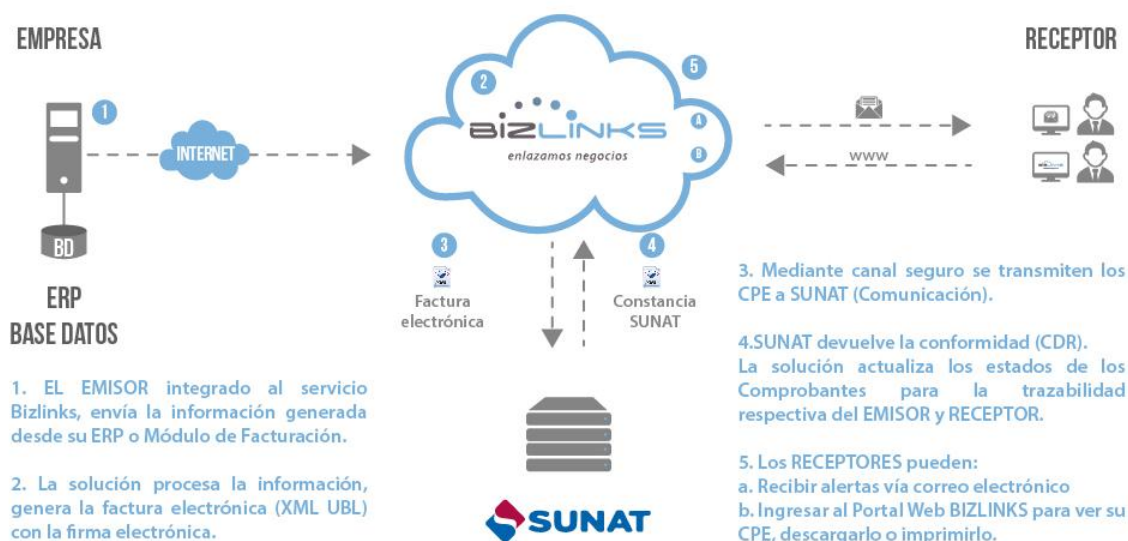 EMPRESA
1
INTERNET
BD
ERP
BASE DATOS
1. EL EMISOR integrado al servicio
Bizlinks, envía la información generada
desde su ERP o Módulo de Facturación.
2. La solución procesa la información,
genera la factura electrónica (XML UBL)
con la firma electrónica.
2
5
BIZLINKS
enlazamos negocios
A
B
3
Factura
electrónica
4
Constancia
SUNAT
SUNAT
RECEPTOR
www
3. Mediante canal seguro se transmiten los
CPE a SUNAT (Comunicación).
4.SUNAT devuelve la conformidad (CDR).
La solución actualiza los estados de los
Comprobantes para la trazabilidad
respectiva del EMISOR y RECEPTOR.
5. Los RECEPTORES pueden:
a. Recibir alertas vía correo electrónico
b. Ingresar al Portal Web BIZLINKS para ver su
CPE, descargarlo o imprimirlo.